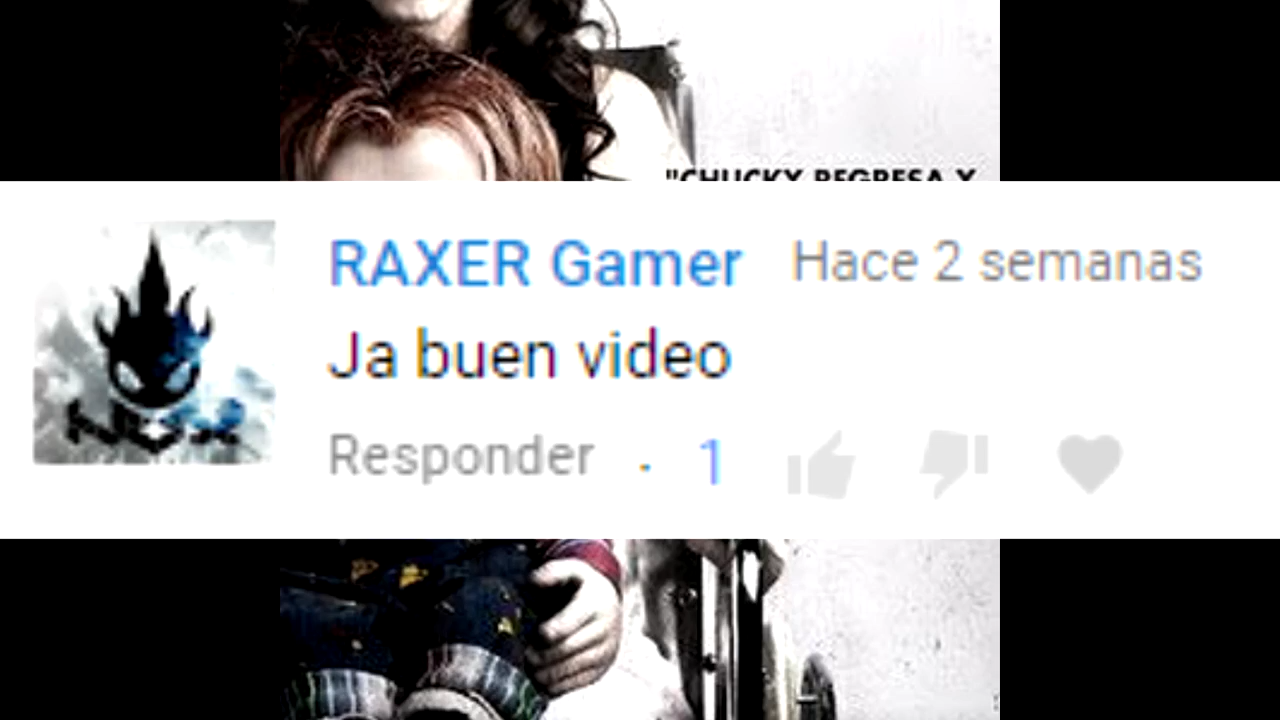 "CHUCKY REGRESA Y
RAXER Gamer Hace 2 semanas
Ja buen video
Responder · 1